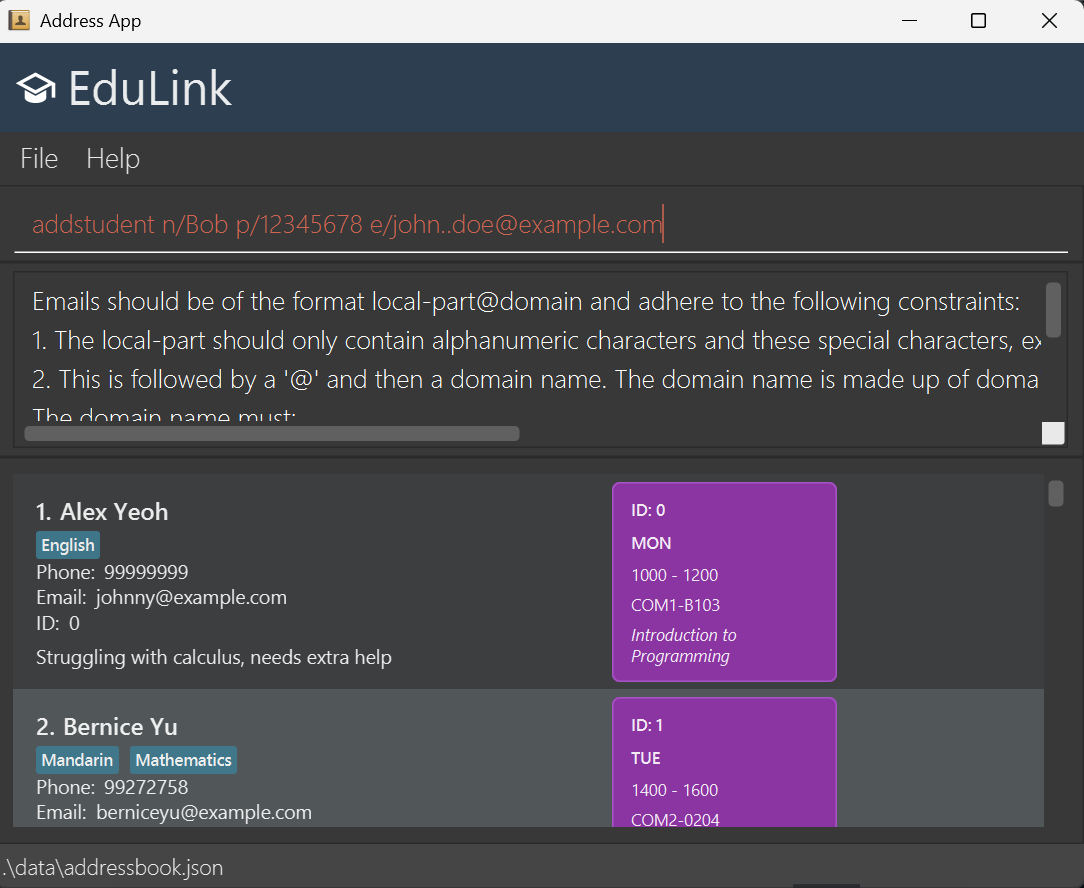 Address App
EduLink
File Help
addstudent n/Bob p/12345678 e/john..doe@example.com
Emails should be of the format local-part@domain and adhere to the following constraints:
1. The local-part should only contain alphanumeric characters and these special characters, ex
2. This is followed by a '@' and then a domain name. The domain name is made up of doma
The domain name must:
1. Alex Yeoh
English
Phone: 99999999
Email: johnny@example.com
ID: 0
Struggling with calculus, needs extra help
ID: 0
MON
1000 - 1200
COM1-B103
Introduction to
Programming
2. Bernice Yu
Mandarin Mathematics
Phone: 99272758
Email: berniceyu@example.com
ID: 1
TUE
1400 - 1600
COM2-0204
.\data\addressbook.json